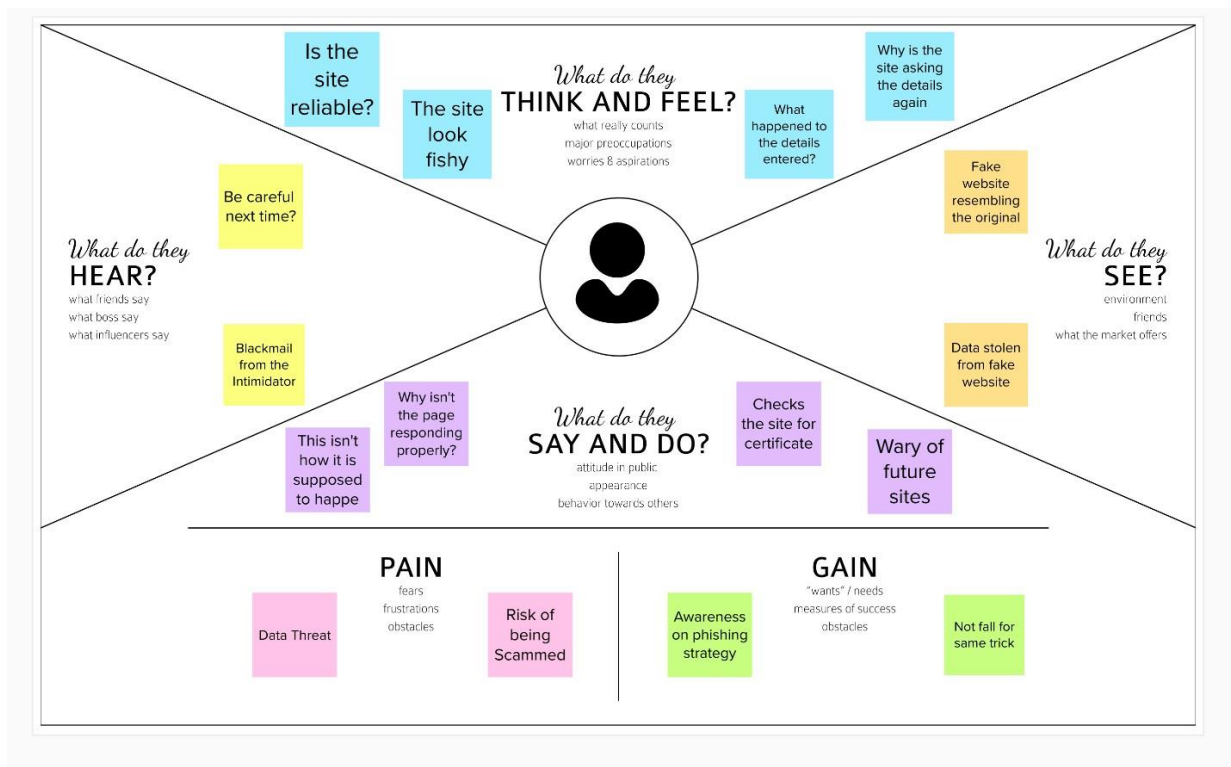 Is the
site
reliable?
The site
look
fishy
What do they
THINK AND FEEL?
what really counts
major preoccupations
worries & aspirations
What
happened to
the details
entered?
Why is the
site asking
the details
again
Be careful
next time?
What do they
HEAR?
what friends say
what boss say
what influencers say
Blackmail
from the
Intimidator
Fake
website
resembling
the original
What do they
SEE?
environment
friends
what the market offers
Data stolen
from fake
website
This isn't
how it is
supposed
to happe
Why isn't
the page
responding
properly?
What do they
SAY AND DO?
attitude in public
appearance
behavior towards others
Checks
the site for
certificate
Wary of
future
sites
PAIN
fears
frustrations
obstacles
Data Threat
Risk of
being
Scammed
GAIN
"wants" / needs
measures of success
obstacles
Awareness
on phishing
strategy
Not fall for
same trick